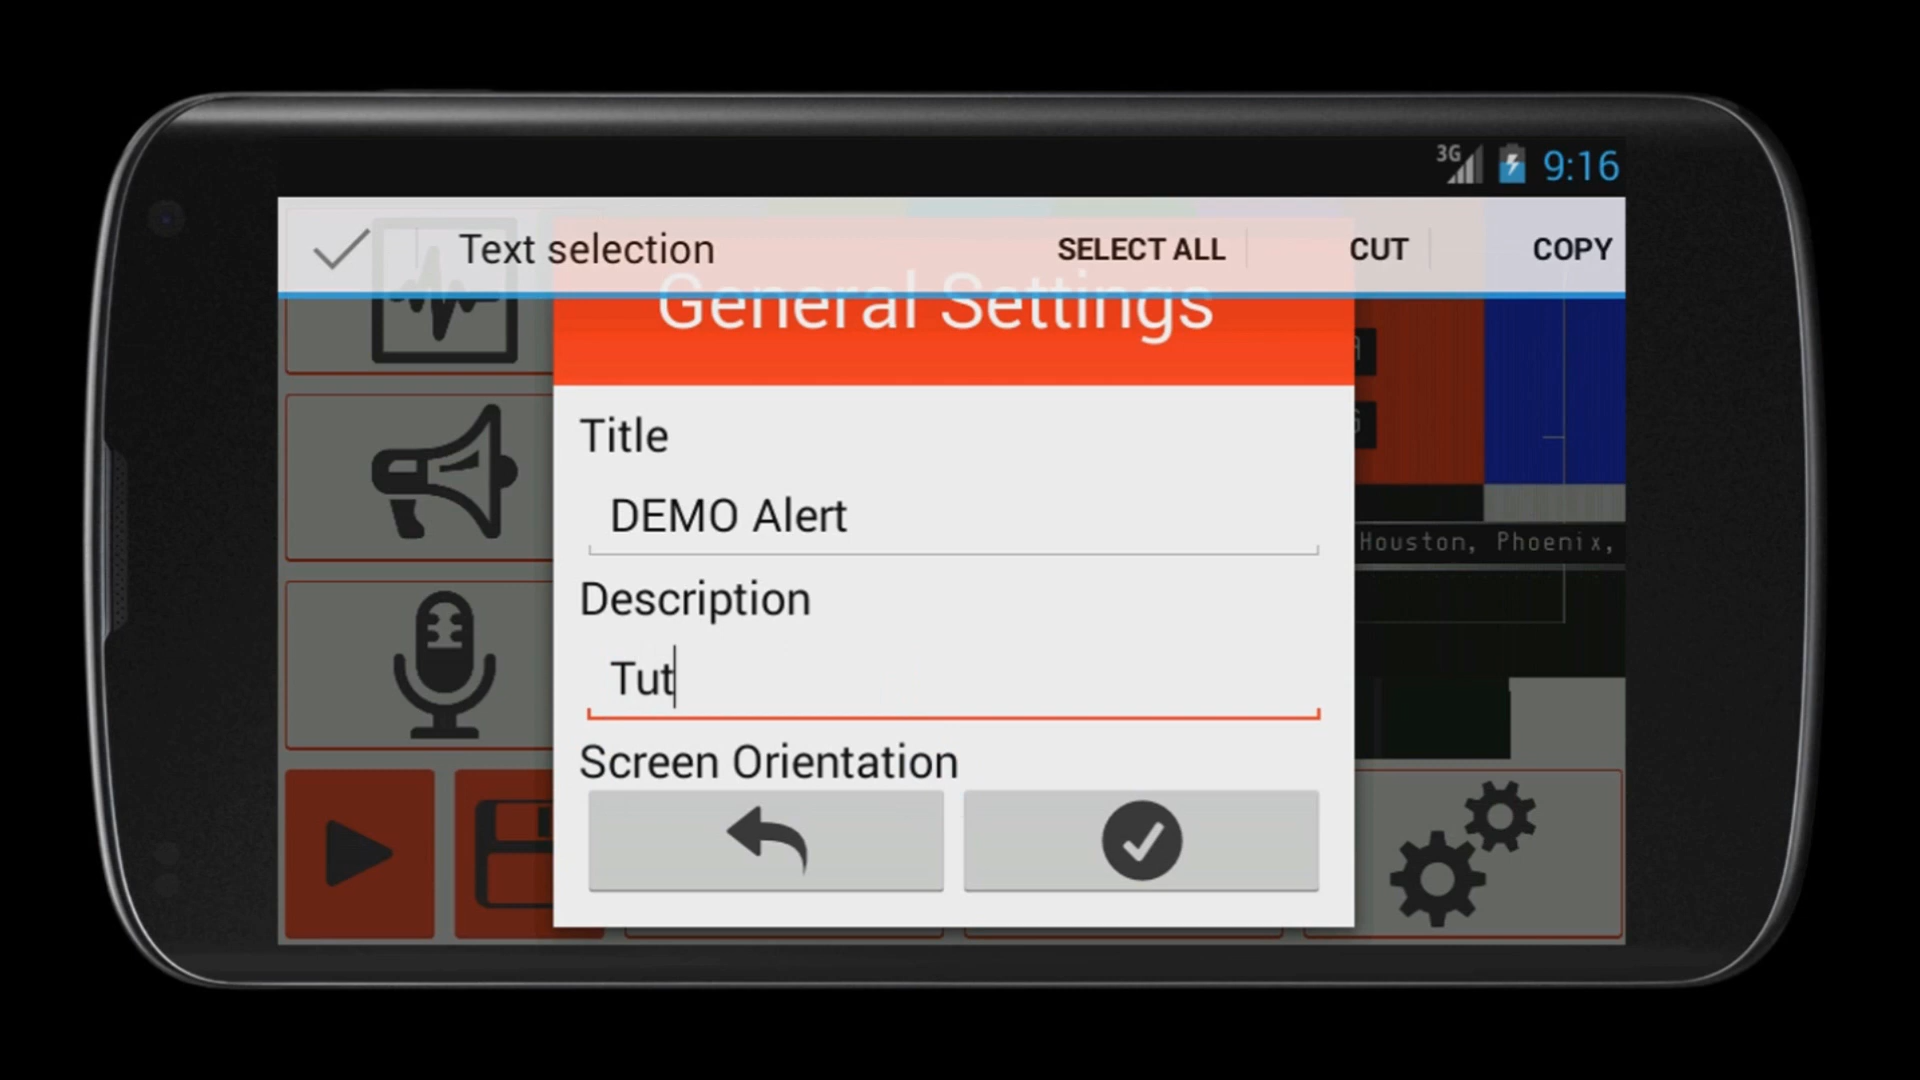 3G 9:16
Text selection SELECT ALL CUT COPY
General Settings
Title
DEMO Alert
Houston, Phoenix,
Description
Tut
Screen Orientation